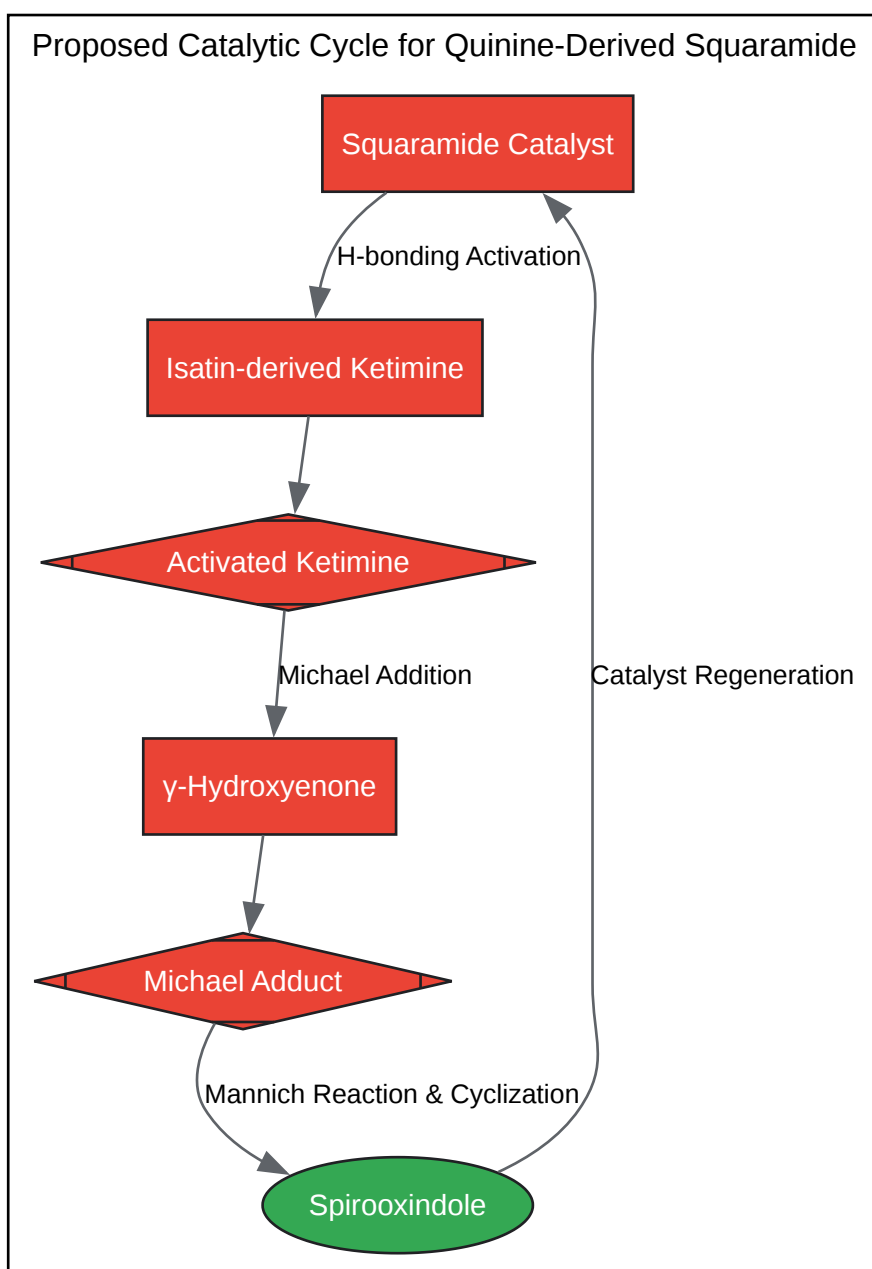 Proposed Catalytic Cycle for Quinine-Derived Squaramide
Squaramide Catalyst
H-bonding Activation
Isatin-derived Ketimine
Activated Ketimine
Michael Addition
Catalyst Regeneration
γ-Hydroxyenone
Michael Adduct
Mannich Reaction & Cyclization
Spirooxindole